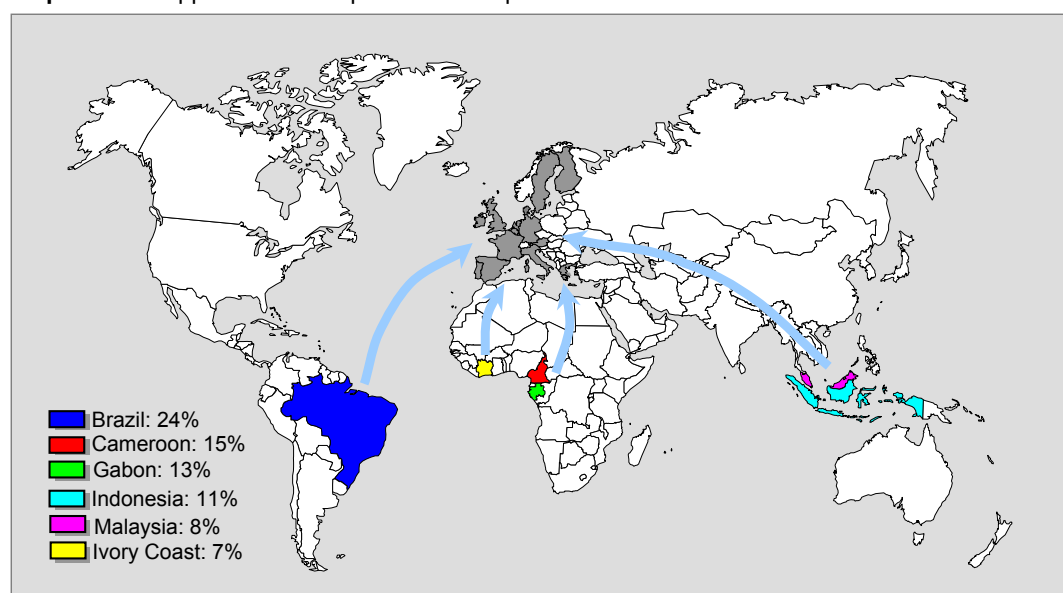 Brazil: 24%
Cameroon: 15%
Gabon: 13%
Indonesia: 11%
Malaysia: 8%
Ivory Coast: 7%